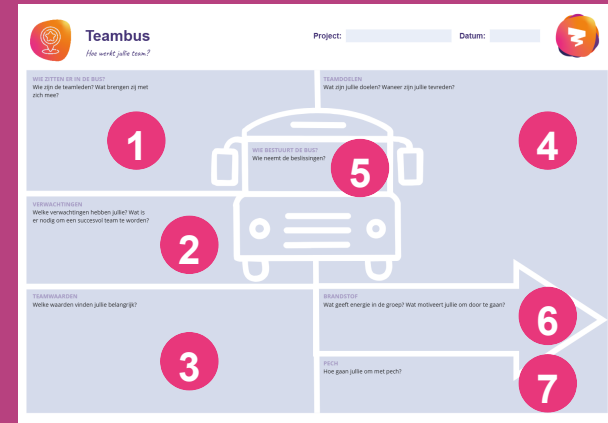 Teambus
Hoe werkt jullie team?
Project:
Datum:
WIE ZITTEN ER IN DE BUS?
Wie zijn de teamleden? Wat brengen zij met
zich mee?
1
VERWACHTINGEN
Welke verwachtingen hebben jullie? Wat is
er nodig om een succesvol team te worden?
2
TEAMWAARDEN
Welke waarden vinden jullie belangrijk?
3
TEAMDOELEN
Wat zijn jullie doelen? Waneer zijn jullie tevreden?
4
WIE BESTUURT DE BUS?
Wie neemt de beslissingen?
5
BRANDSTOF
Wat geeft energie in de groep? Wat motiveert jullie om door te gaan?
6
PECH
Hoe gaan jullie om met pech?
7